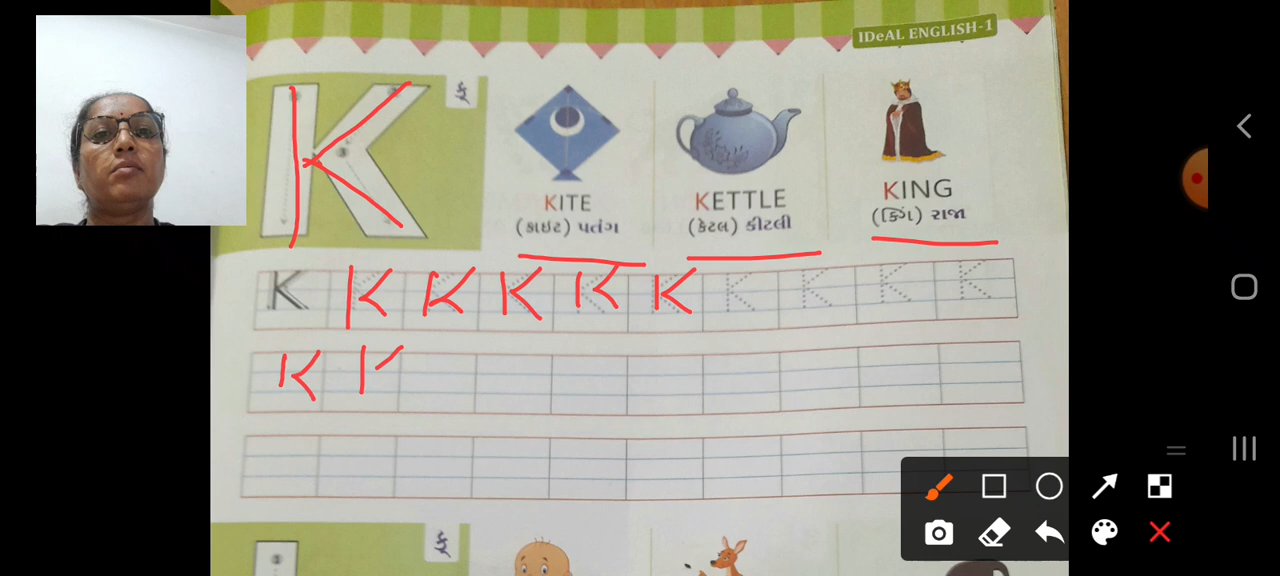 IDeAL ENGLISH-1
K
KITE
(કાઇટ) પતંગ
KETTLE
(કેટલ) કીટલી
KING
(કિંગ) રાજા
K K K K K K K K K K
K